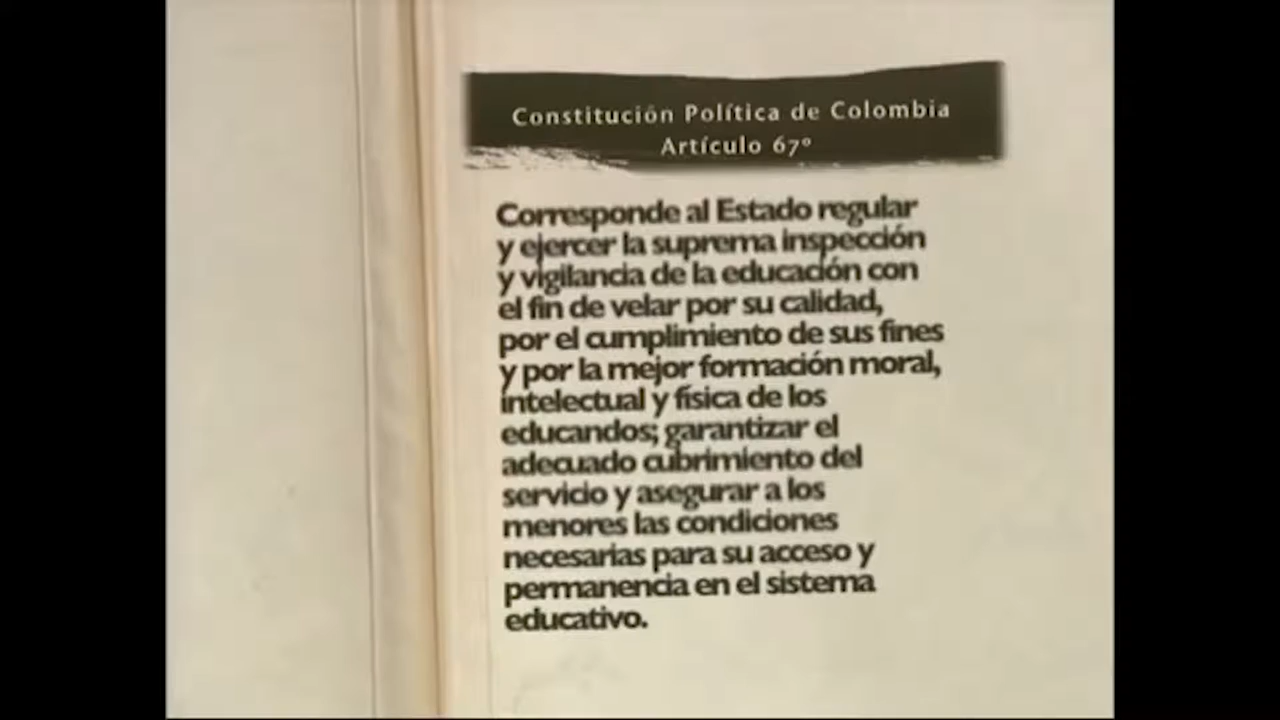 Constitución Política de Colombia
Artículo 67º
Corresponde al Estado regular
y ejercer la suprema inspección
y vigilancia de la educación con
el fin de velar por su calidad,
por el cumplimiento de sus fines
y por la mejor formación moral,
intelectual y física de los
educandos; garantizar el
adecuado cubrimiento del
servicio y asegurar a los
menores las condiciones
necesarias para su acceso y
permanencia en el sistema
educativo.